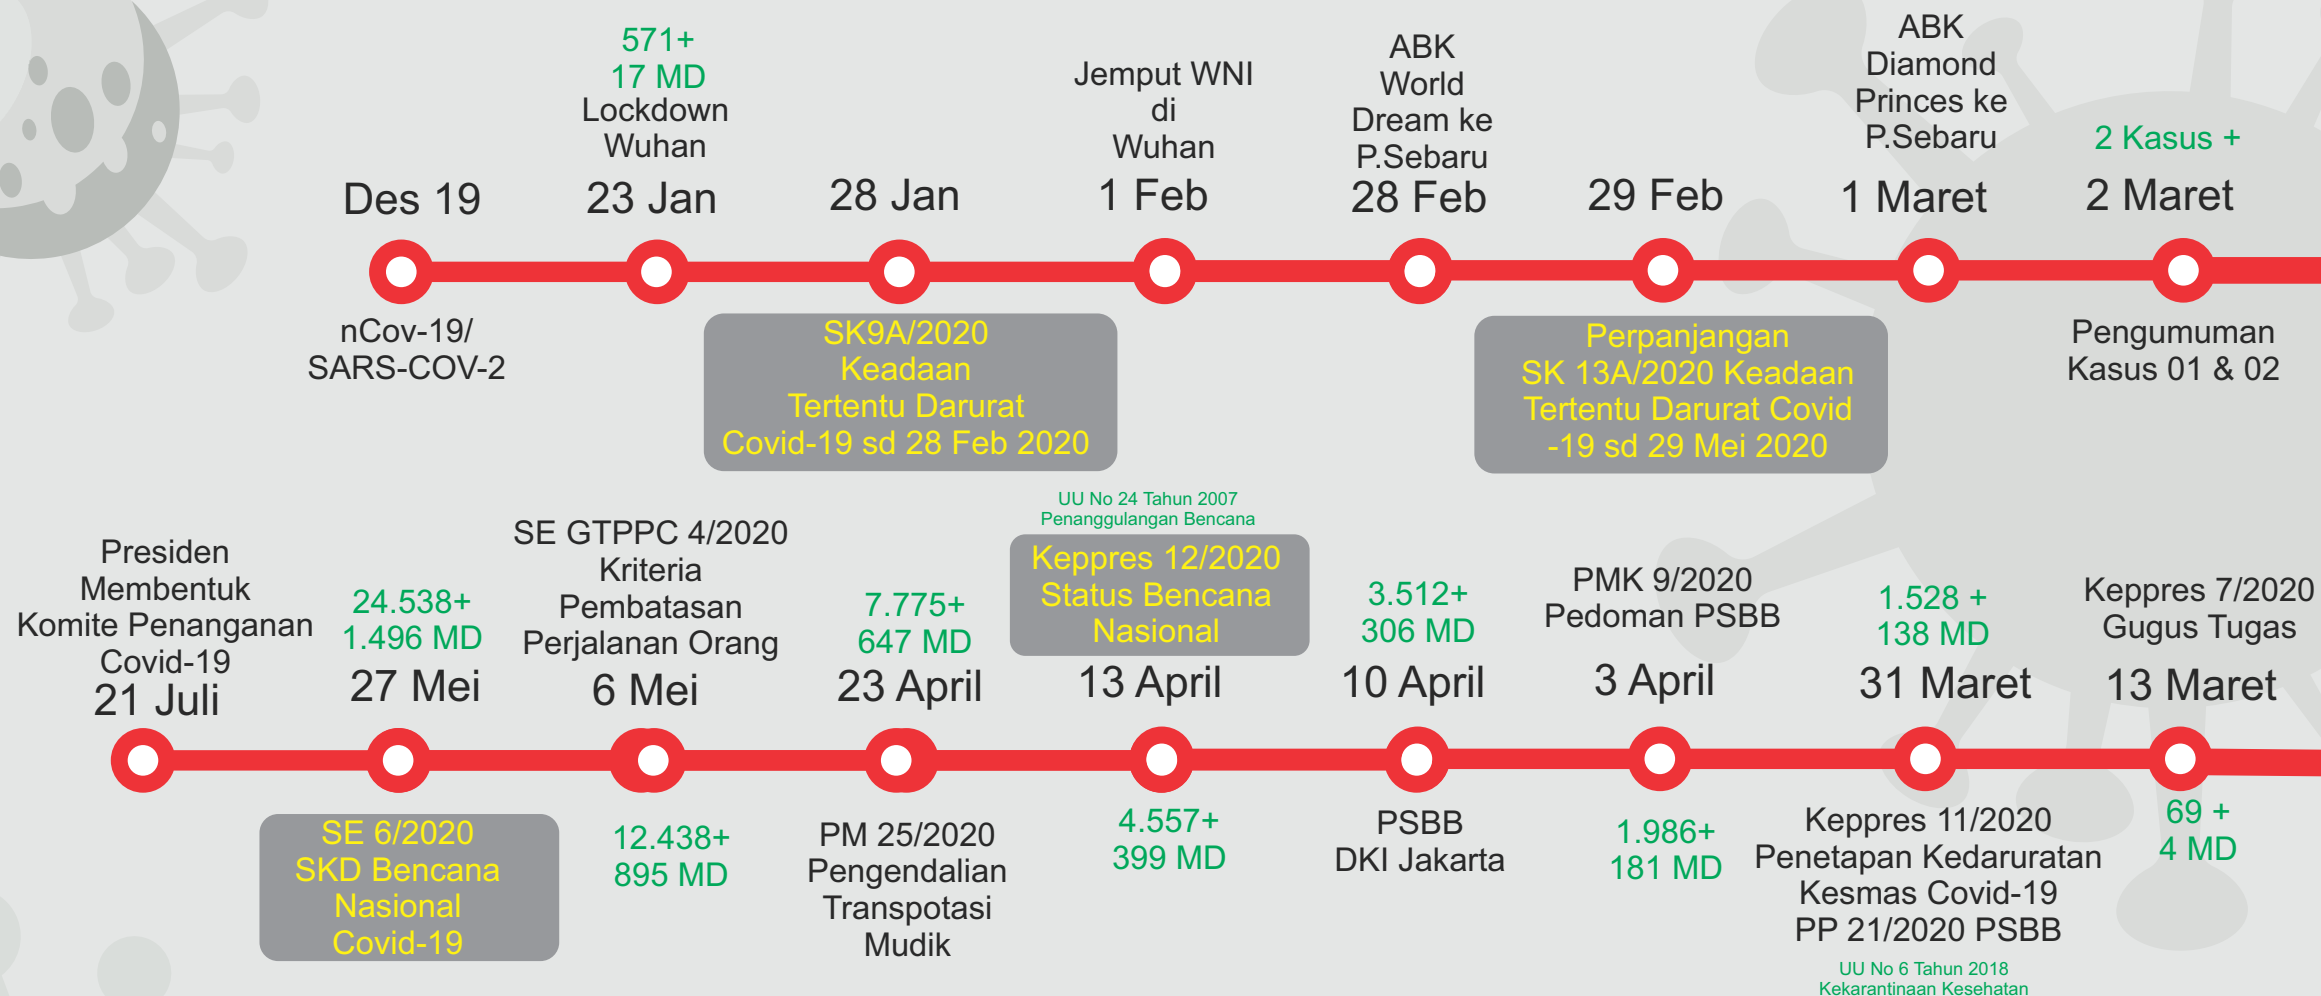 571+
17 MD
Lockdown
Wuhan
23 Jan
Des 19
nCov-19/
SARS-COV-2
28 Jan
SK9A/2020
Keadaan
Tertentu Darurat
Covid-19 sd 28 Feb 2020
Jemput WNI
di
Wuhan
1 Feb
ABK
World
Dream ke
P.Sebaru
28 Feb
29 Feb
Perpanjangan
SK 13A/2020 Keadaan
Tertentu Darurat Covid
-19 sd 29 Mei 2020
ABK
Diamond
Princes ke
P.Sebaru
1 Maret
2 Kasus +
2 Maret
Pengumuman
Kasus 01 & 02
Presiden
Membentuk
Komite Penanganan
Covid-19
21 Juli
24.538+
1.496 MD
27 Mei
SE 6/2020
SKD Bencana
Nasional
Covid-19
SE GTPPC 4/2020
Kriteria
Pembatasan
Perjalanan Orang
6 Mei
12.438+
895 MD
7.775+
647 MD
23 April
PM 25/2020
Pengendalian
Transpotasi
Mudik
UU No 24 Tahun 2007
Penanggulangan Bencana
Keppres 12/2020
Status Bencana
Nasional
13 April
4.557+
399 MD
3.512+
306 MD
10 April
PSBB
DKI Jakarta
PMK 9/2020
Pedoman PSBB
3 April
1.986+
181 MD
1.528 +
138 MD
31 Maret
Keppres 11/2020
Penetapan Kedaruratan
Kesmas Covid-19
PP 21/2020 PSBB
UU No 6 Tahun 2018
Kekarantinaan Kesehatan
Keppres 7/2020
Gugus Tugas
13 Maret
69 +
4 MD